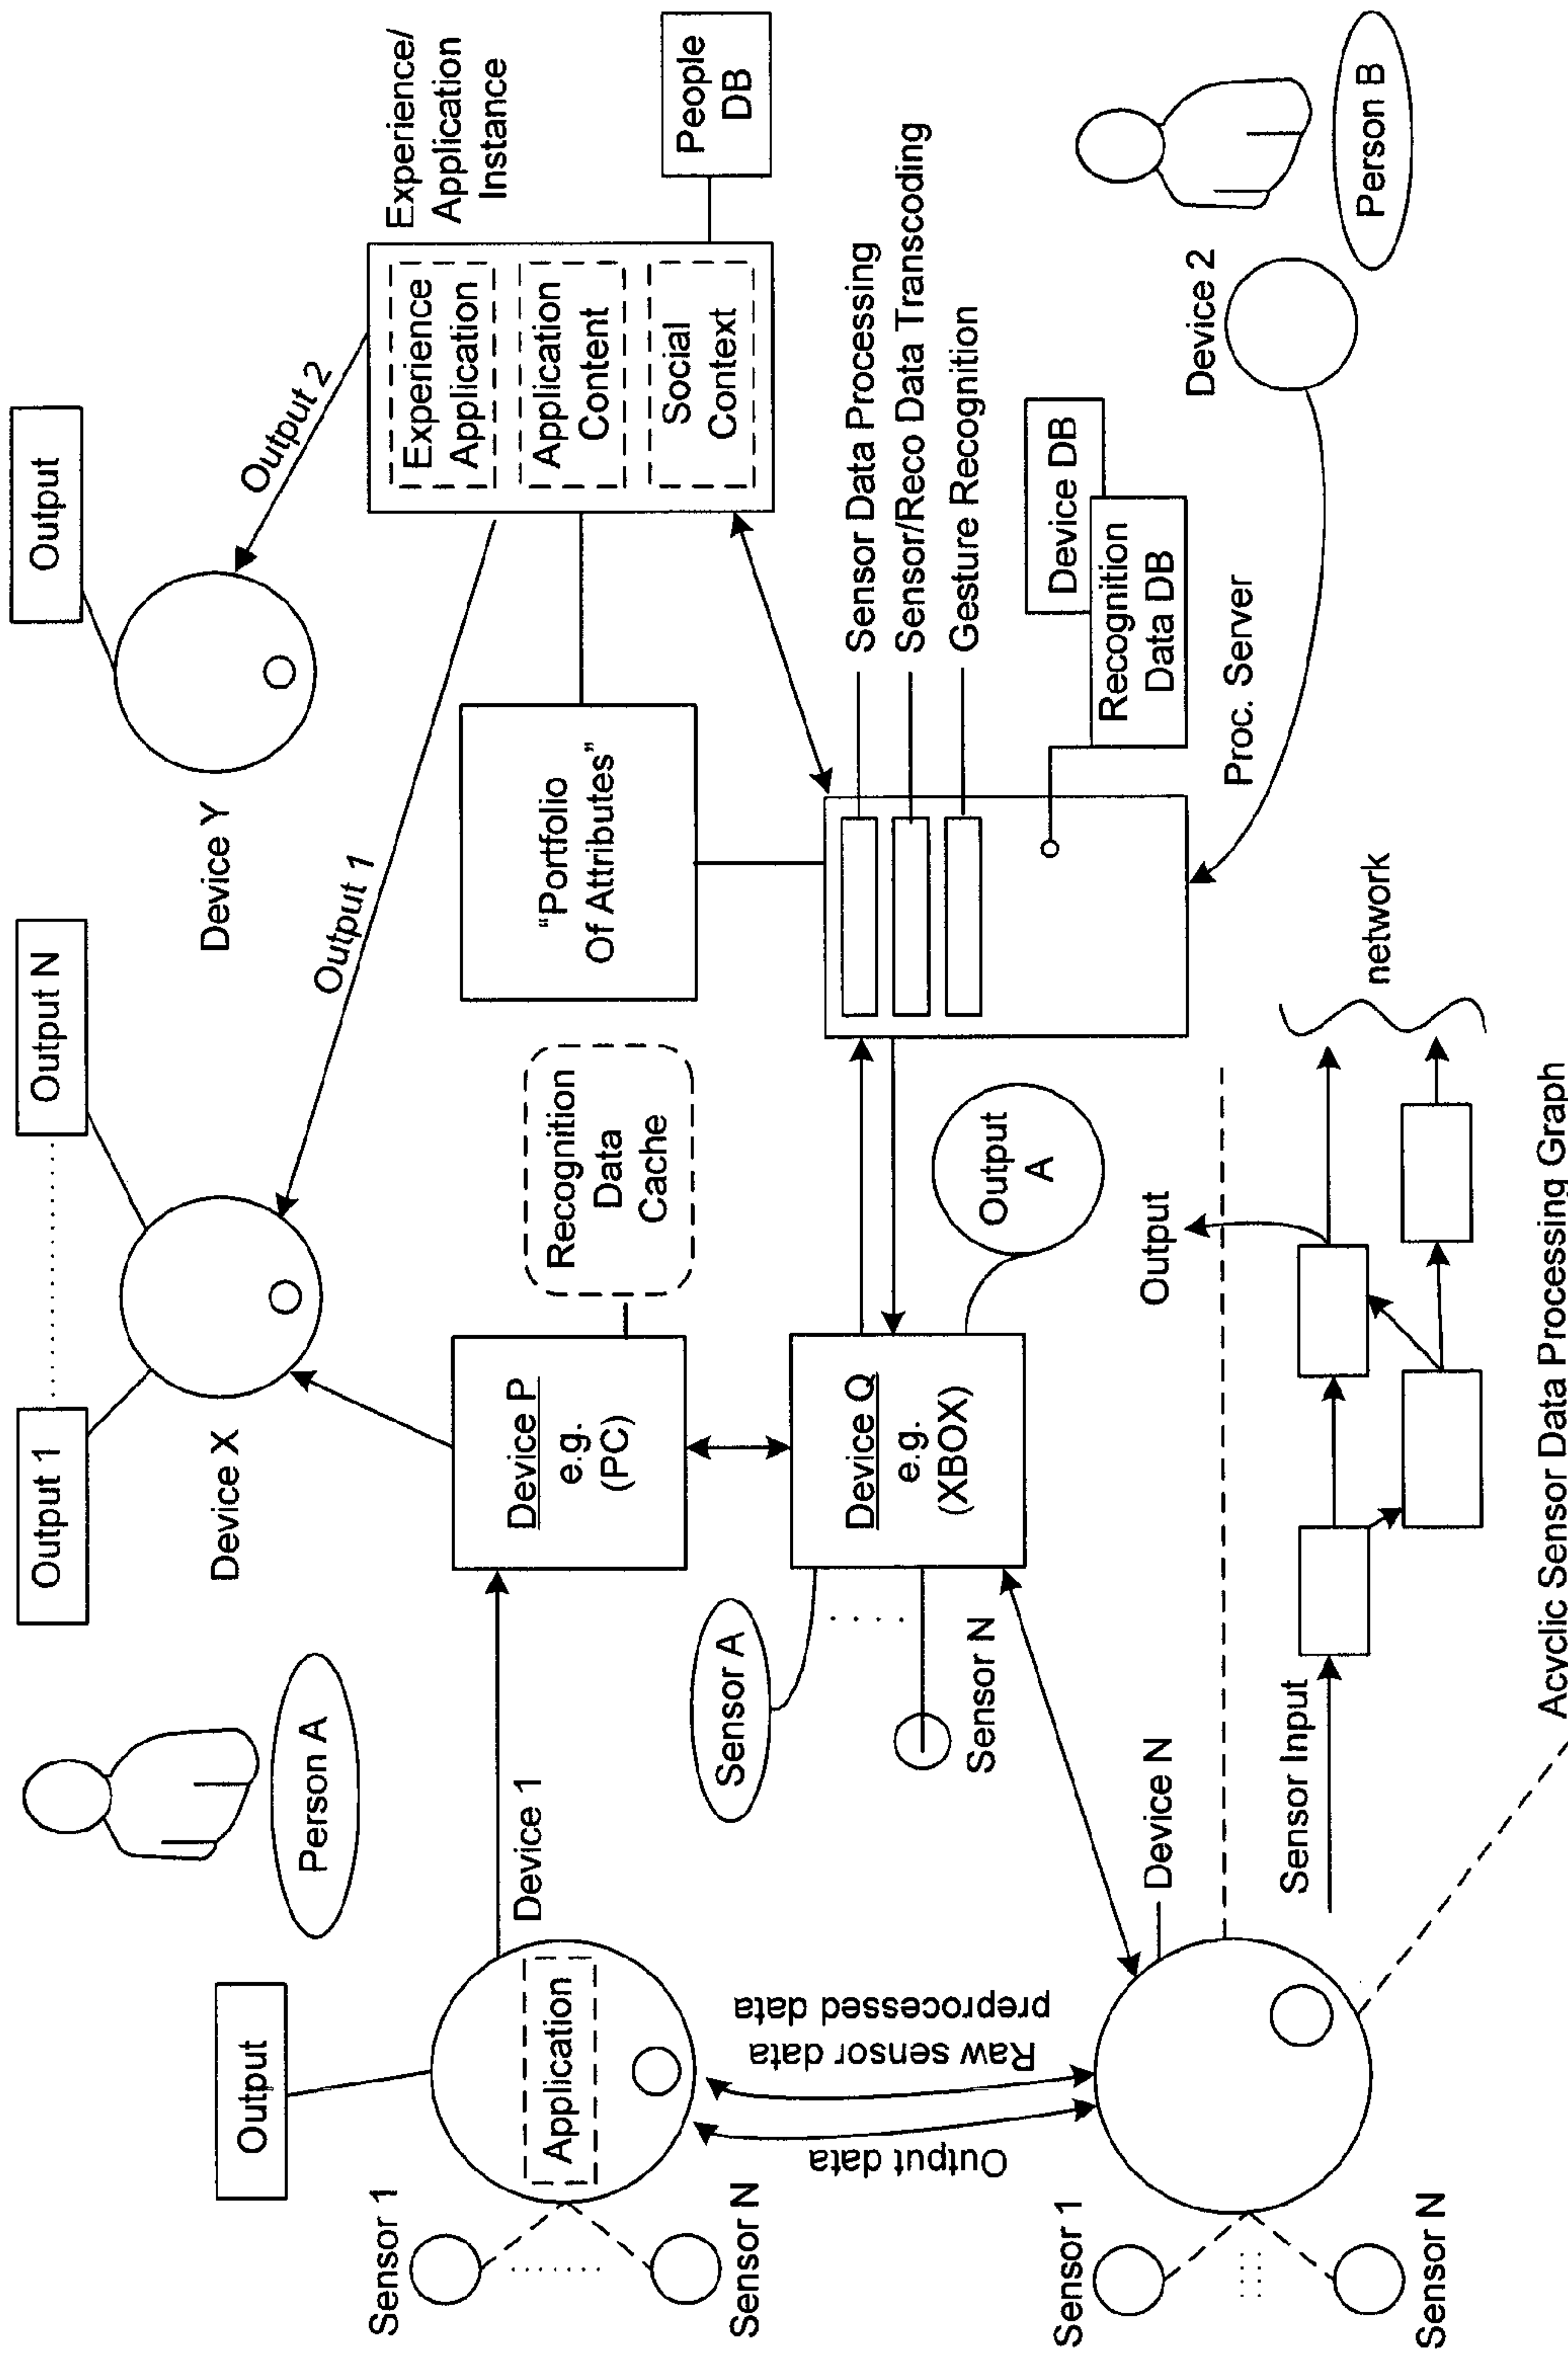 Output
Sensor 1
Sensor N
Application
Device 1
Person A
Output 1
Output N
Device X
Output
Device Y
Output 1
Output 2
Device P
e.g.
(PC)
Recognition
Data
Cache
"Portfolio
Of Attributes"
Experience/
Application
Instance
Experience
Application
Application
Content
Social
Context
People
DB
Output data
Raw sensor data
preprocessed data
Sensor A
Sensor N
Device Q
e.g.
(XBOX)
Output
A
Sensor Data Processing
Sensor/Reco Data Transcoding
Gesture Recognition
Device DB
Recognition
Data DB
Proc. Server
Device 2
Person B
Sensor 1
Sensor N
Device N
Sensor Input
Output
network
Acyclic Sensor Data Processing Graph